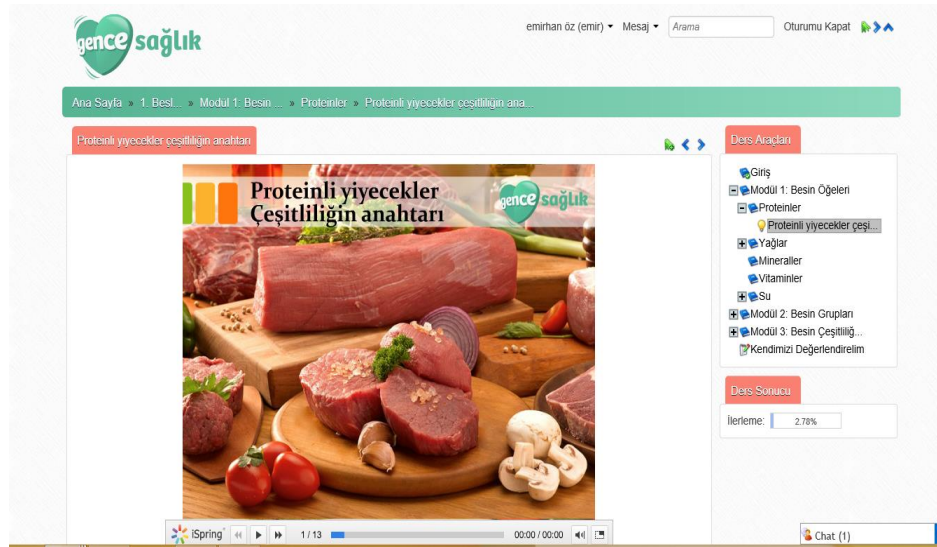 gence sağlık
emirhan öz (emir) Mesaj Arama Oturumu Kapat
Ana Sayfa » 1. Besl... » Modül 1: Besin ... » Proteinler » Proteinli yiyecekler çeşitliliğin ana...
Proteinli yiyecekler çeşitliliğin anahtarı
Proteinli yiyecekler
Çeşitliliğin anahtarı
gence sağlık
iSpring 1 / 13 00:00 / 00:00
Ders Araçları
Giriş
Modül 1: Besin Öğeleri
Proteinler
Proteinli yiyecekler çeşi...
Yağlar
Mineraller
Vitaminler
Su
Modül 2: Besin Grupları
Modül 3: Besin Çeşitliliğ...
Kendimizi Değerlendirelim
Ders Sonucu
İlerleme: 2.78%
Chat (1)